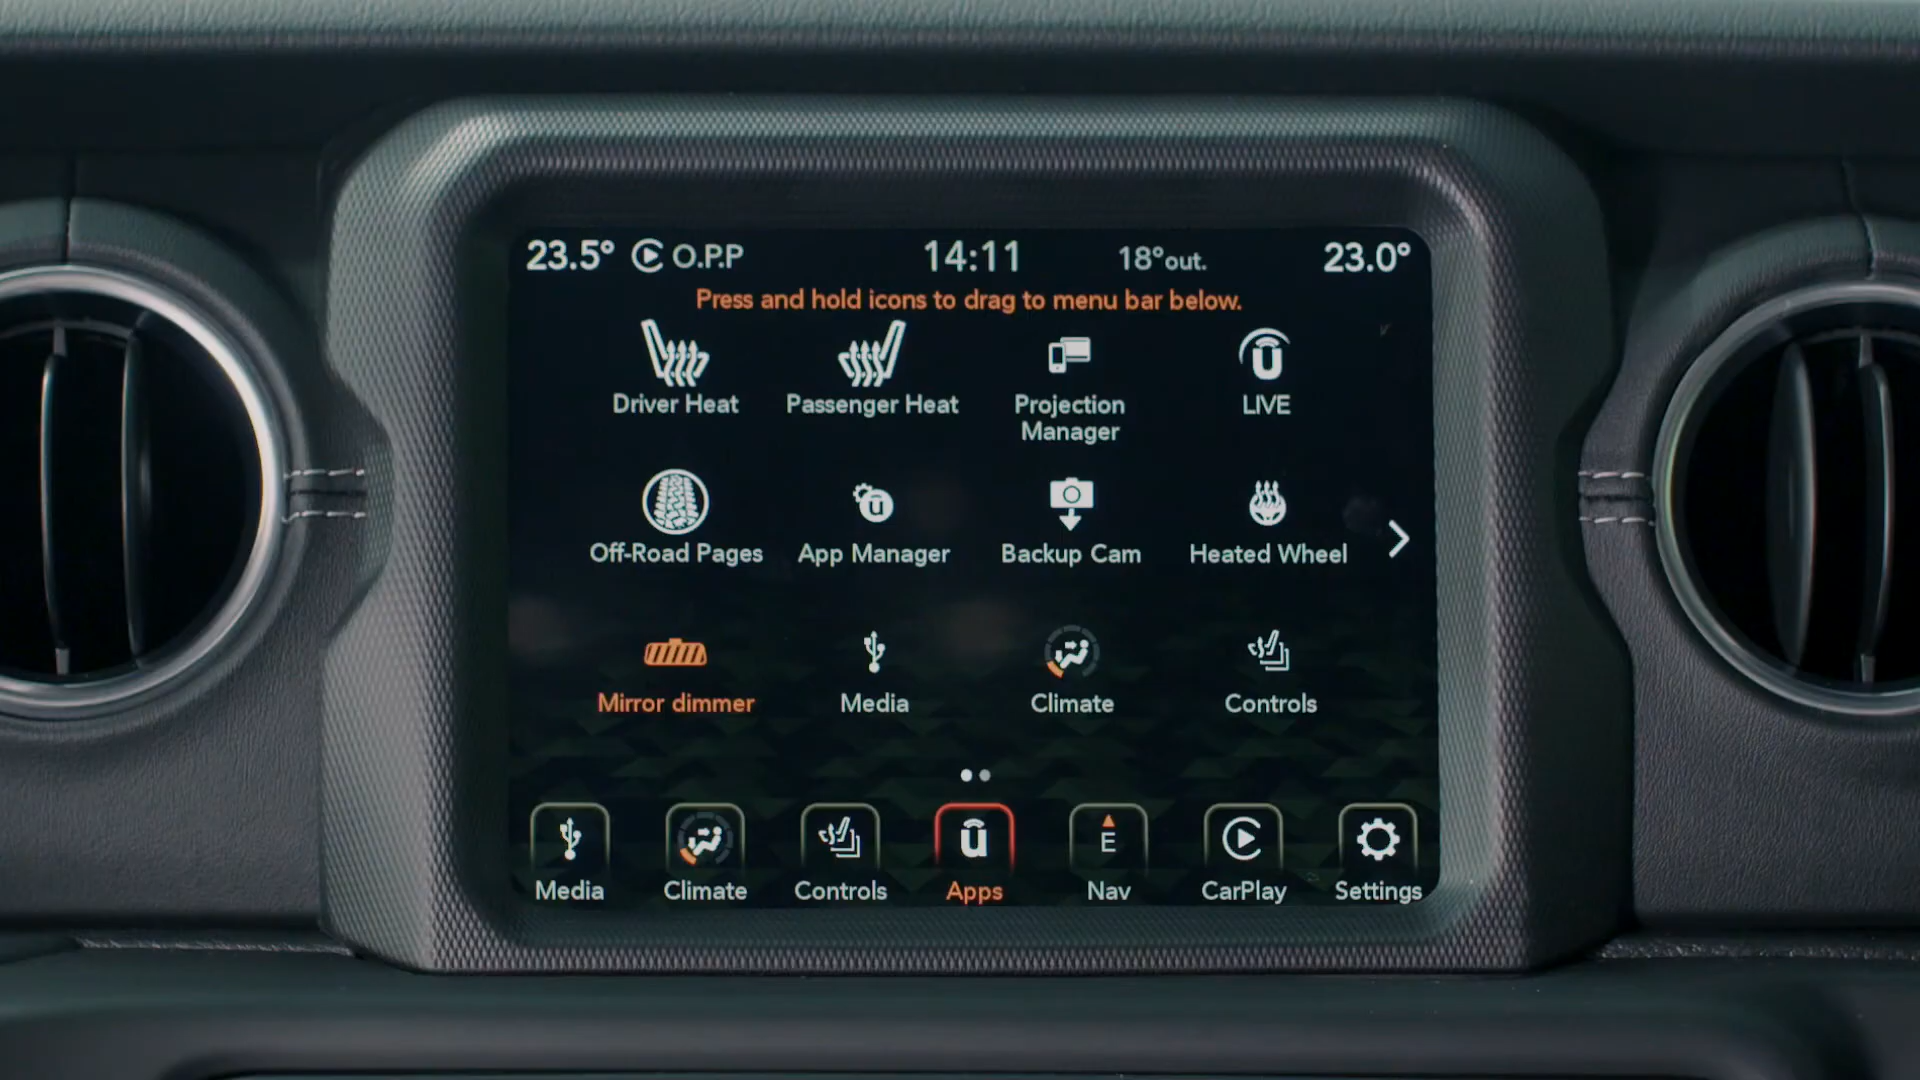 23.5° O.P.P 14:11 18°out. 23.0°
Press and hold icons to drag to menu bar below.
Driver Heat Passenger Heat Projection Manager LIVE
Off-Road Pages App Manager Backup Cam Heated Wheel
Mirror dimmer Media Climate Controls
E
Media Climate Controls Apps Nav CarPlay Settings